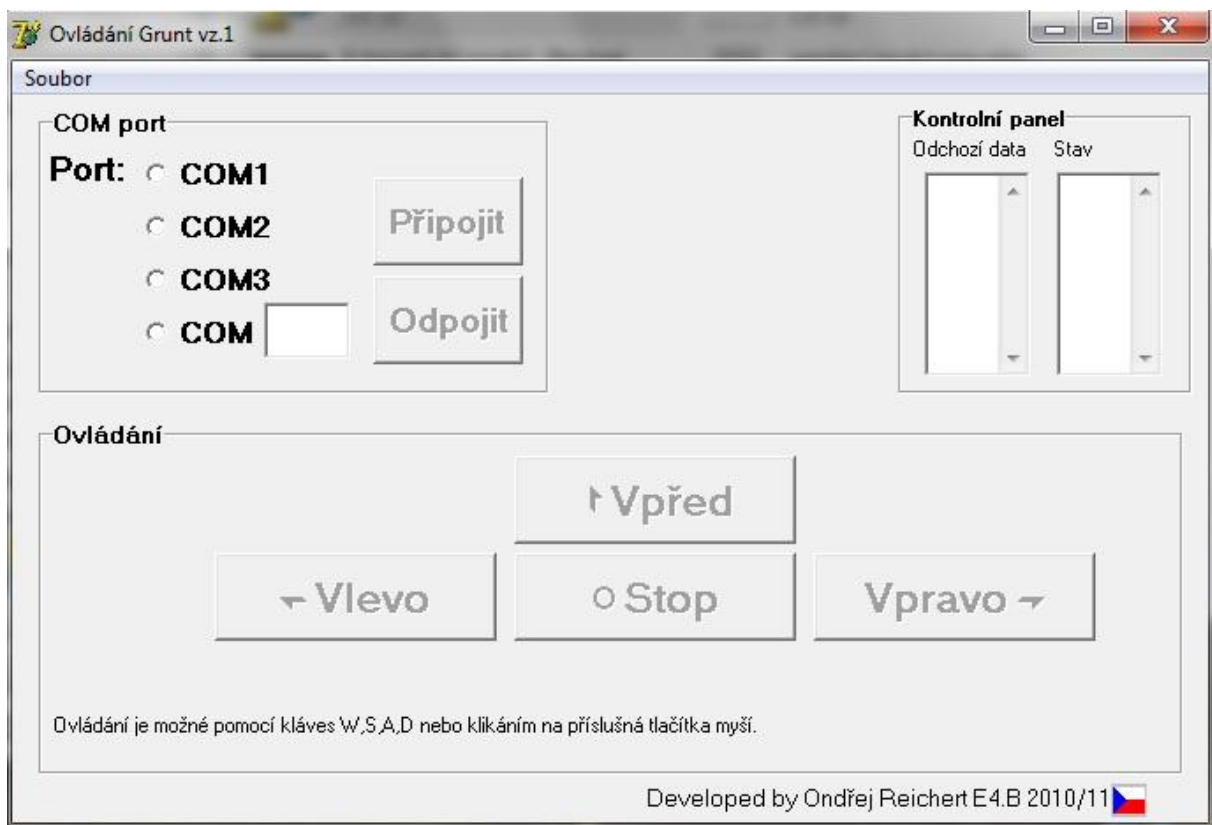 Ovládání Grunt vz.1
Soubor
COM port
Port: COM1
COM2
COM3
COM
Připojit
Odpojit
Kontrolní panel
Odchozí data Stav
Ovládání
Vpřed
Vlevo
Stop
Vpravo
Ovládání je možné pomocí kláves W,S,A,D nebo klikáním na příslušná tlačítka myší.
Developed by Ondřej Reichert E4.B 2010/11